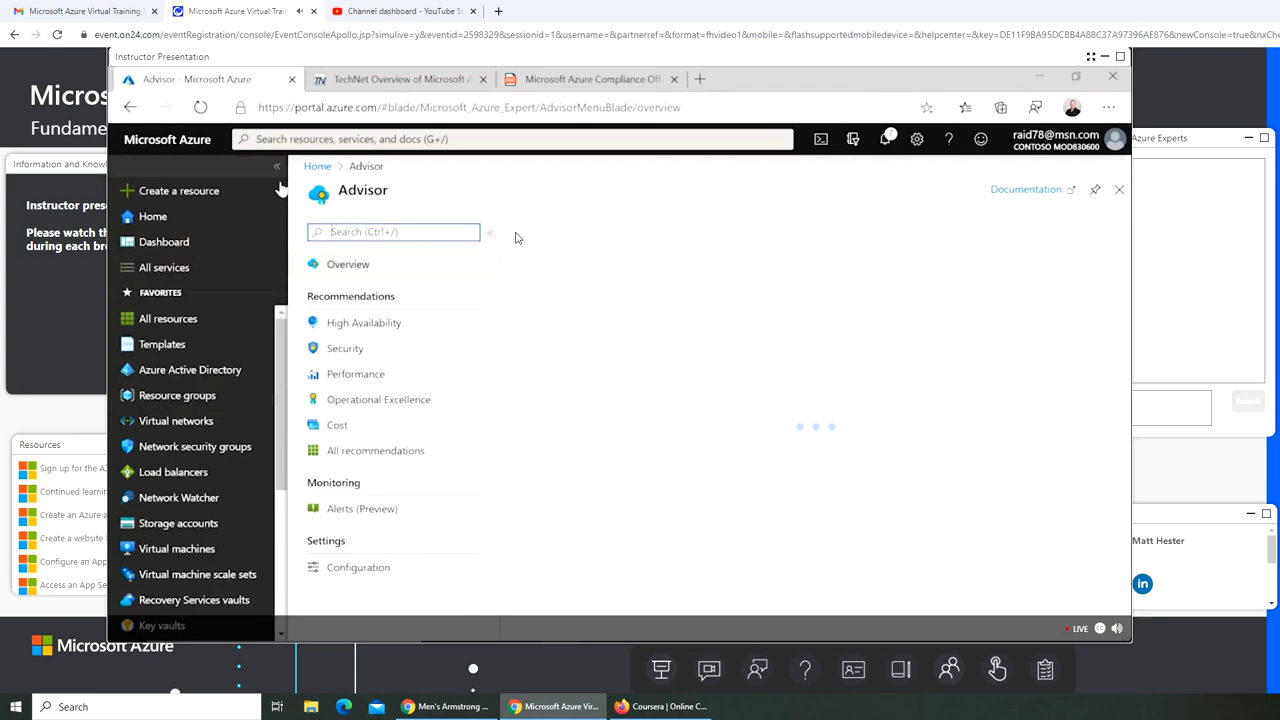 Microsoft Azure Virtual Training D
Microsoft Azure Virtual Train
Channel dashboard - YouTube St
event.on24.com/eventRegistration/console/EventConsoleApollo.jsp?simulive=y&eventid=2598329&sessionid=1&username=&partnerref=&format=fhvideo1&mobile=&flashsupportedmobiledevice=&helpcenter=&key=DE11F9BA95DCBB4A88C37A97396AE876&newConsole=true&nxChe
Instructor Presentation
Advisor - Microsoft Azure
TechNet Overview of Microsoft A
Microsoft Azure Compliance Off
https://portal.azure.com/#blade/Microsoft_Azure_Expert/AdvisorMenuBlade/overview
Micros
Fundame
Microsoft Azure
Search resources, services, and docs (G+/)
7
raid78@msn.com
CONTOSO MOD830600
Azure Experts
Information and Knowl
Instructor pres
Please watch th
during each bre
Home > Advisor
Advisor
Documentation
Search (Ctrl+/)
Overview
Recommendations
High Availability
Security
Performance
Operational Excellence
Cost
All recommendations
Monitoring
Alerts (Preview)
Settings
Configuration
Create a resource
Home
Dashboard
All services
FAVORITES
All resources
Templates
Azure Active Directory
Resource groups
Virtual networks
Network security groups
Load balancers
Network Watcher
Storage accounts
Virtual machines
Virtual machine scale sets
Recovery Services vaults
Key vaults
Submit
Resources
Sign up for the A
Continued learnin
Create an Azure a
Create a website
Configure an App
Access an App Se
Matt Hester
in
LIVE
CC
Microsoft Azure
Search
Men's Armstrong ...
Microsoft Azure Vir...
Coursera | Online C...